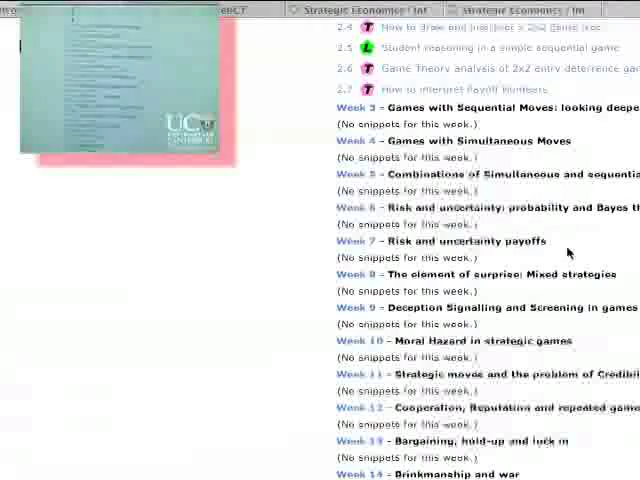 Strategic Economics / Int
Strategic Economics / Int
2.4 T How to draw and
2.5 L Student reasoning in a simple sequential game
2.6 T Game Theory analysis of 2x2 entry deterrence gam
2.7 T How to interpret Payoff Numbers
UC
Week 3 - Games with Sequential Moves: looking deepe
(No snippets for this week.)
Week 4 - Games with Simultaneous Moves
(No snippets for this week.)
Week 5 - Combinations of Simultaneous and sequentia
(No snippets for this week.)
Week 6 - Risk and uncertainty: probability and Bayes th
(No snippets for this week.)
Week 7 - Risk and uncertainty payoffs
(No snippets for this week.)
Week 8 - The element of surprise: Mixed strategies
(No snippets for this week.)
Week 9 - Deception Signalling and Screening in games
(No snippets for this week.)
Week 10 - Moral Hazard in strategic games
(No snippets for this week.)
Week 11 - Strategic moves and the problem of Credibili
(No snippets for this week.)
Week 12 - Cooperation, Reputation and repeated game
(No snippets for this week.)
Week 13 - Bargaining, hold-up and lock in
(No snippets for this week.)
Week 14 - Brinkmanship and war